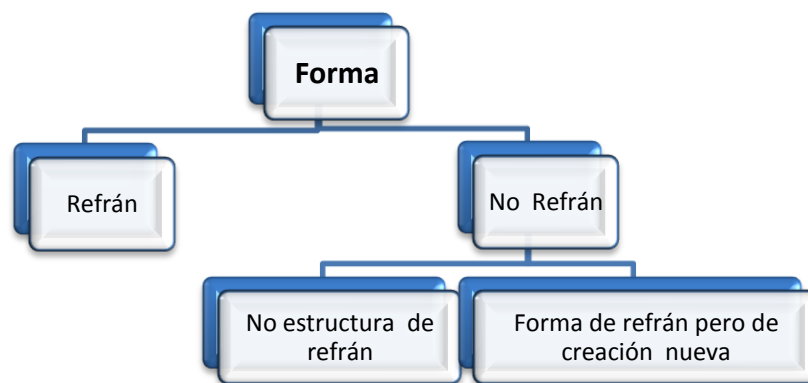 Forma
Refrán
No Refrán
No estructura de
refrán
Forma de refrán pero de
creación nueva